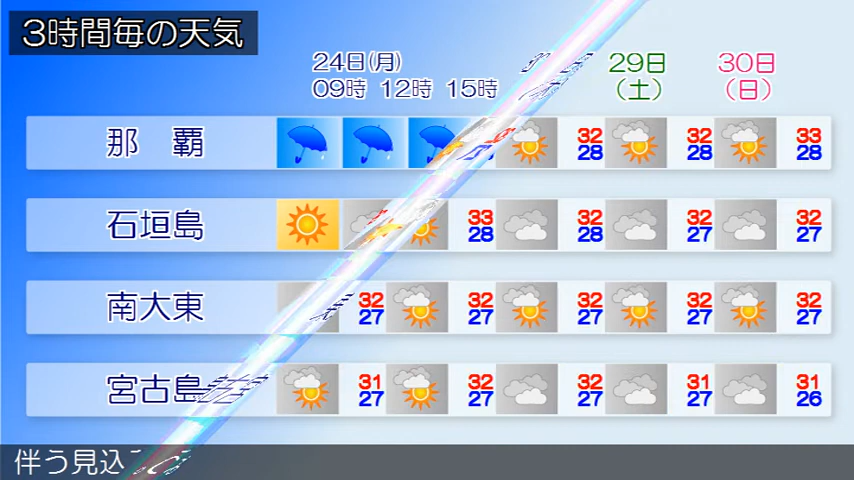 3時間毎の天気
24日(月) 29日 30日
09時 12時 15時 (土) (日)
那 覇 32 32 33
28 28 28
石垣島 33 32 32 32
28 28 27 27
南大東 32 32 32 32 32
27 27 27 27 27
宮古島 31 32 32 31 31
27 27 27 27 26
伴う見込